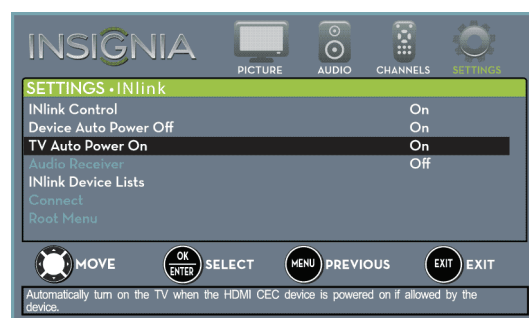 INSIGNIA
PICTURE AUDIO CHANNELS SETTINGS
SETTINGS • INlink
INlink Control On
Device Auto Power Off On
TV Auto Power On On
Audio Receiver Off
INlink Device Lists
Connect
Root Menu
MOVE OK ENTER SELECT MENU PREVIOUS EXIT EXIT
Automatically turn on the TV when the HDMI CEC device is powered on if allowed by the
device.